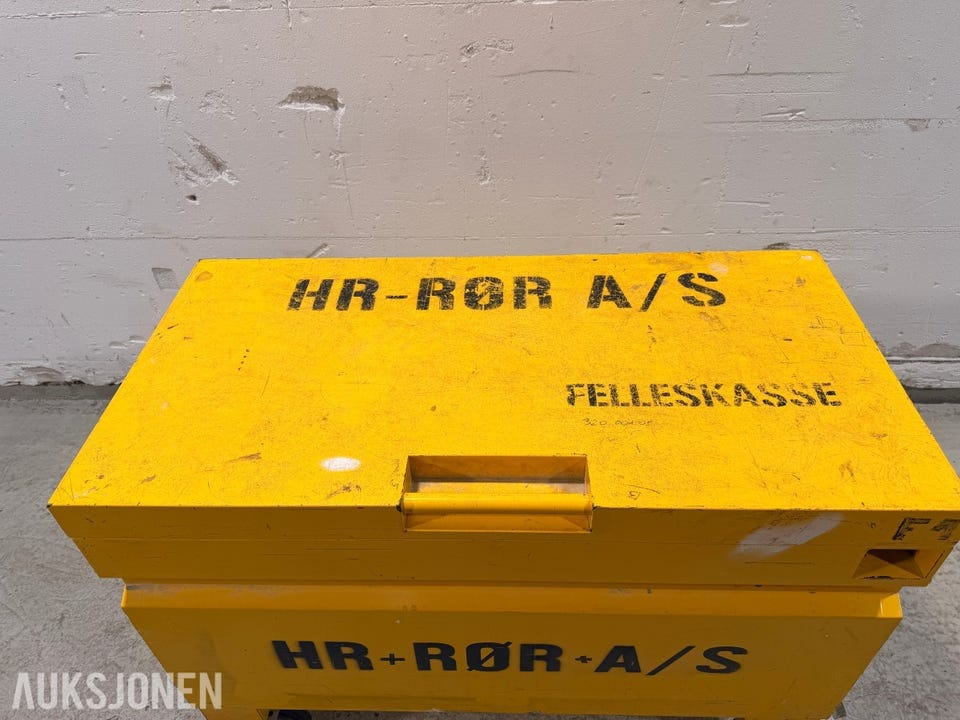 HR-RØR A/S
FELLESKASSE
HR+RØR+A/S
AUKSJONEN